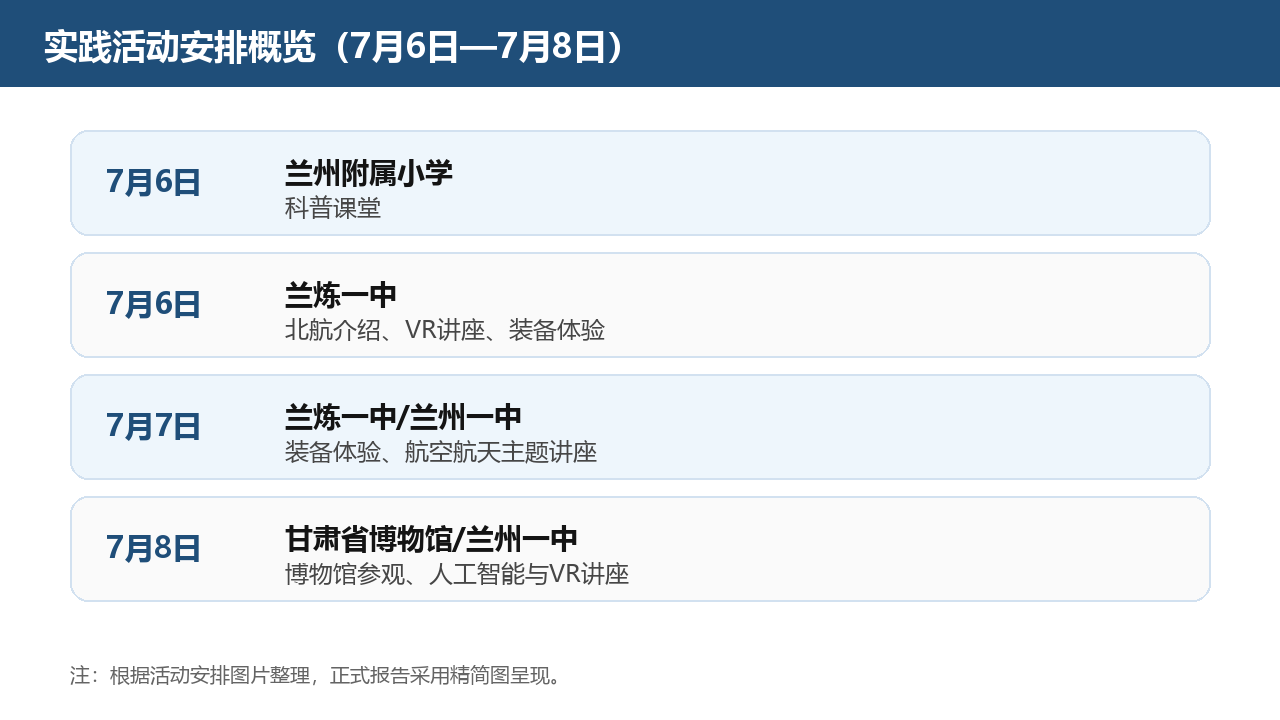 实践活动安排概览（7月6日—7月8日）
7月6日
兰州附属小学
科普课堂
7月6日
兰炼一中
北航介绍、VR讲座、装备体验
7月7日
兰炼一中/兰州一中
装备体验、航空航天主题讲座
7月8日
甘肃省博物馆/兰州一中
博物馆参观、人工智能与VR讲座
注：根据活动安排图片整理，正式报告采用精简图呈现。